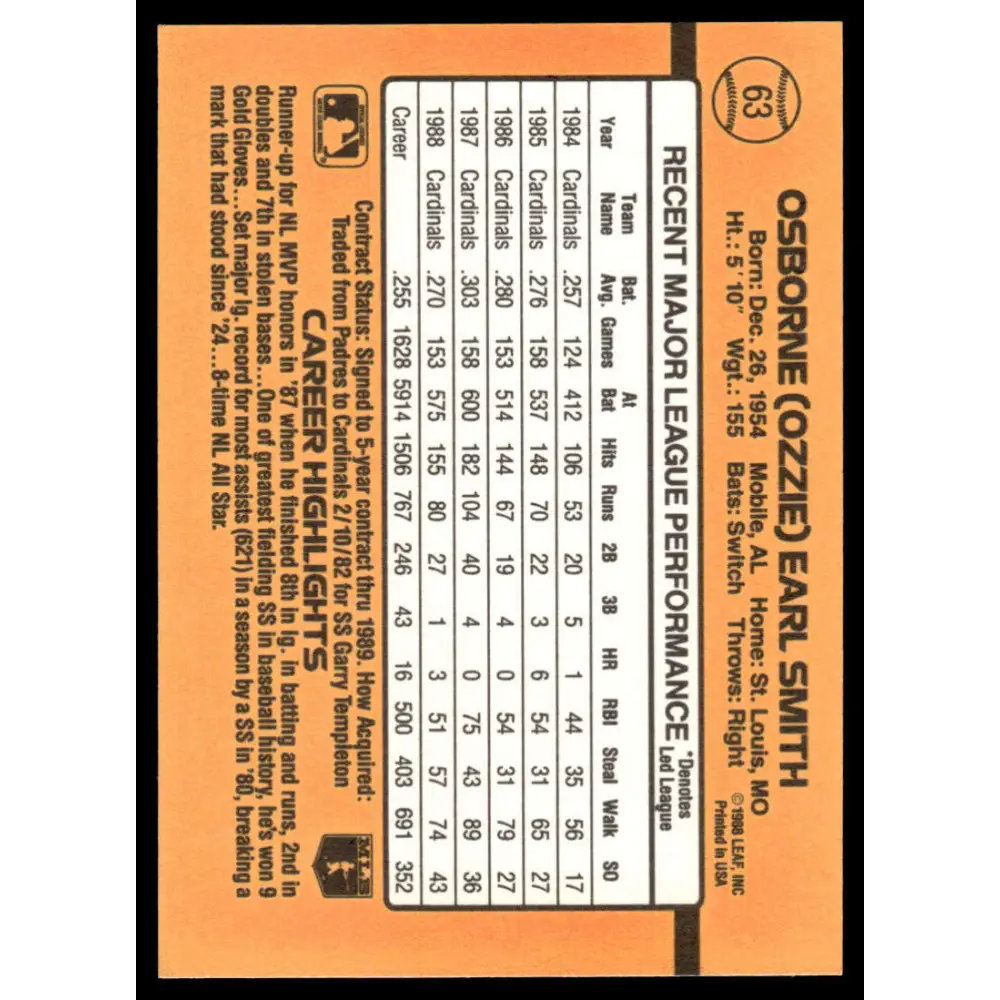 63
OSBORNE (OZZIE) EARL SMITH
Born: Dec. 26, 1954 Mobile, AL Home: St. Louis, MO
Ht.: 5'10" Wgt.: 155 Bats: Switch Throws: Right
©1988 LEAF, INC
Printed in USA
RECENT MAJOR LEAGUE PERFORMANCE *Denotes Led League
Year Team Name Bat. Avg. Games At Bat Hits Runs 2B 3B HR RBI Steal Walk SO
1984 Cardinals .257 124 412 106 53 20 5 1 44 35 56 17
1985 Cardinals .276 158 537 148 70 22 3 6 54 31 65 27
1986 Cardinals .280 153 514 144 67 19 4 0 54 31 79 27
1987 Cardinals .303 158 600 182 104 40 4 0 75 43 89 36
1988 Cardinals .270 153 575 155 80 27 1 3 51 57 74 43
Career .255 1628 5914 1506 767 246 43 16 500 403 691 352
Contract Status: Signed to 5-year contract thru 1989. How Acquired:
Traded from Padres to Cardinals 2/10/82 for SS Garry Templeton
MLB
CAREER HIGHLIGHTS
Runner-up for NL MVP honors in '87 when he finished 8th in lg. in batting and runs, 2nd in
doubles and 7th in stolen bases...One of greatest fielding SS in baseball history, he's won 9
Gold Gloves...Set major lg. record for most assists (621) in a season by a SS in '80, breaking a
mark that had stood since '24...8-time NL All Star.